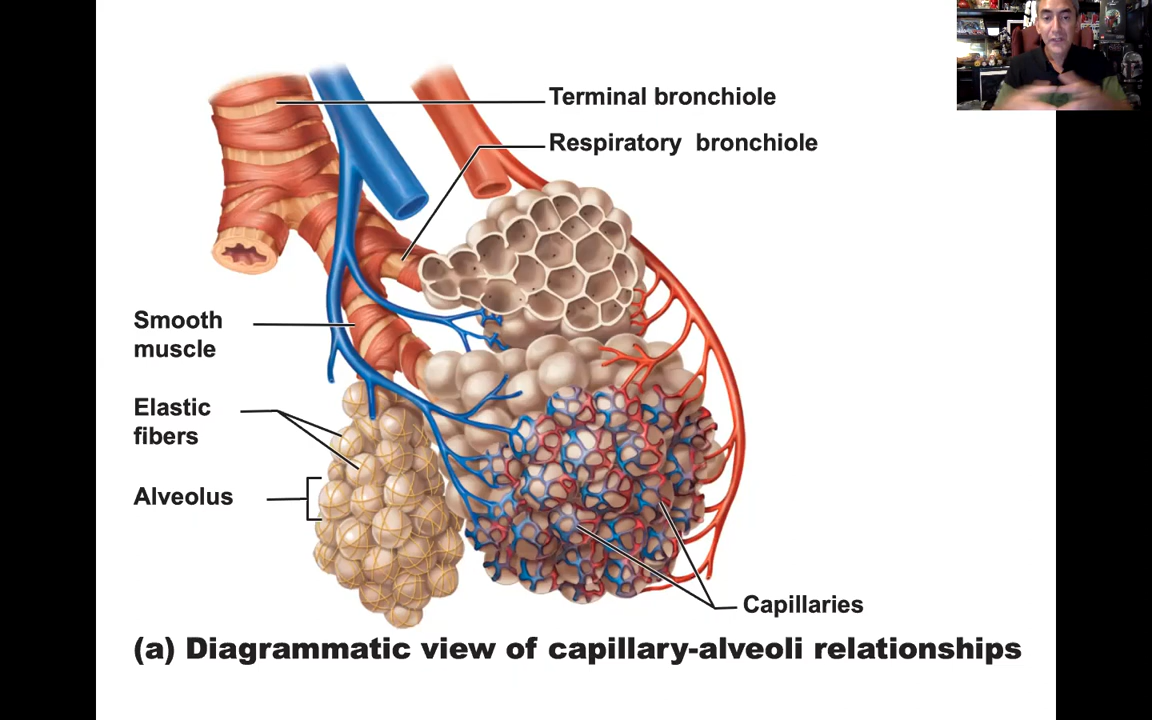 Terminal bronchiole
Respiratory bronchiole
Smooth
muscle
Elastic
fibers
Alveolus
Capillaries
(a) Diagrammatic view of capillary-alveoli relationships